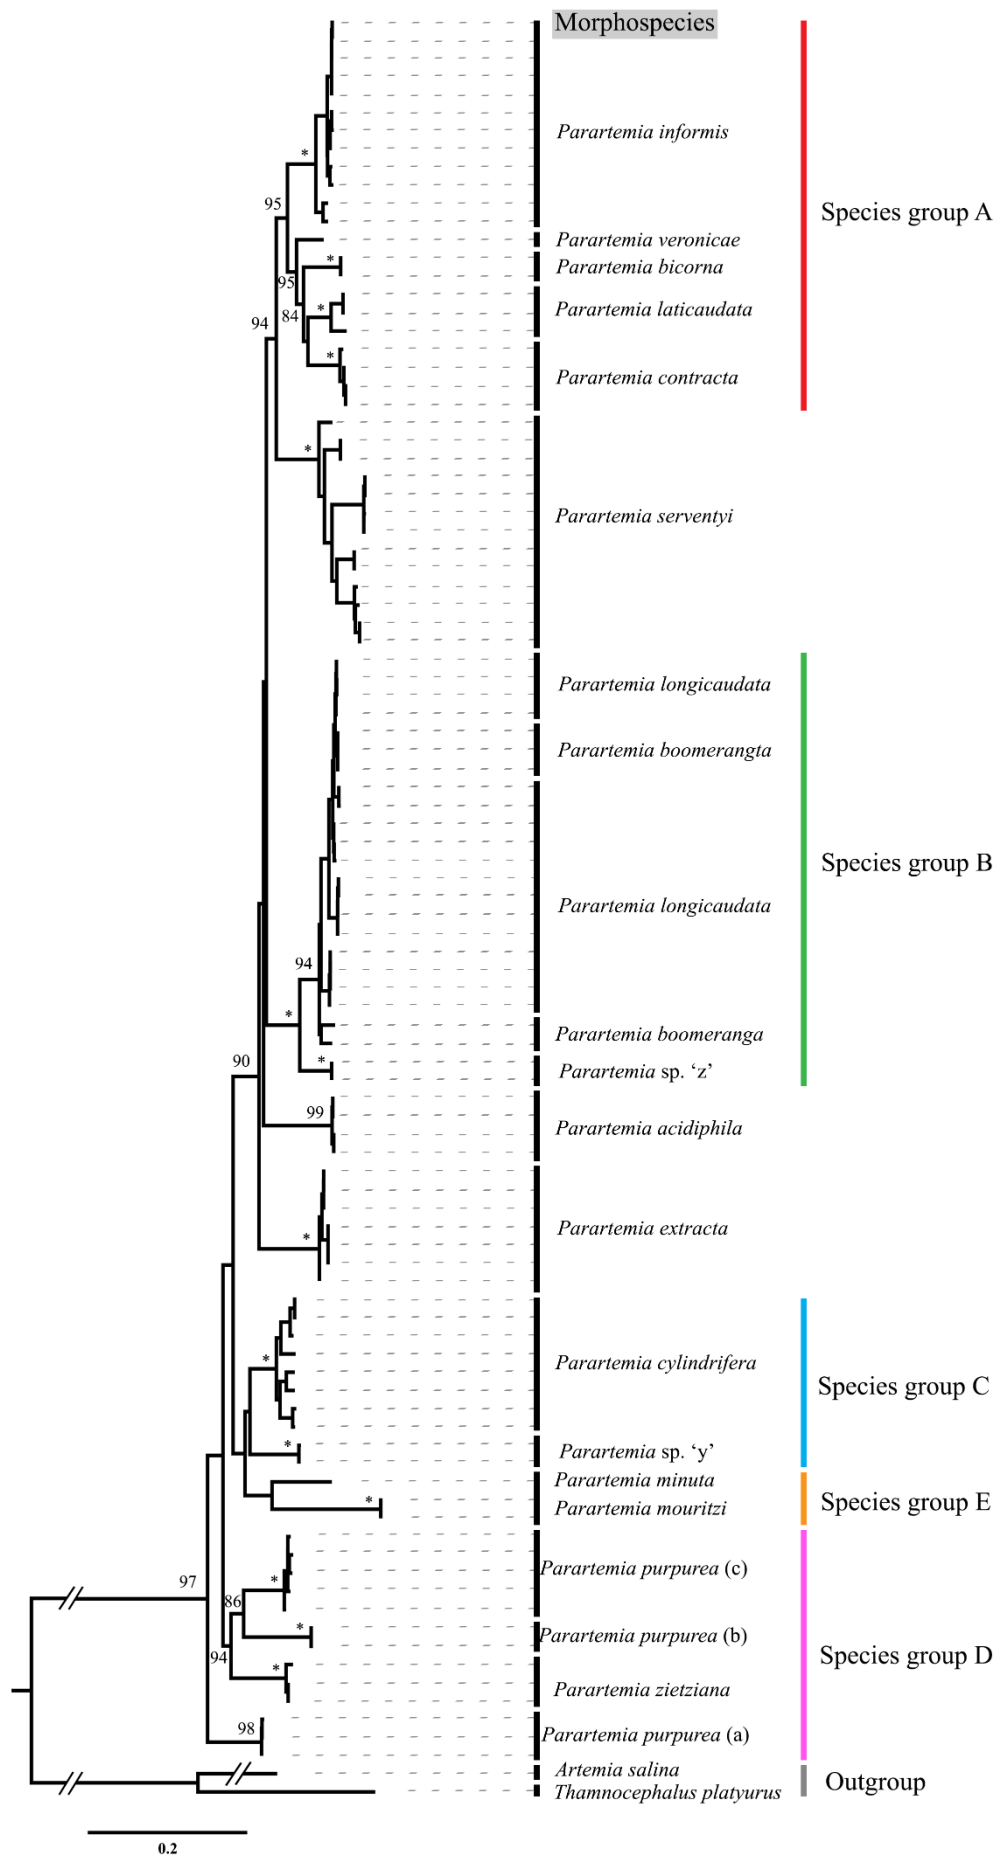 Morphospecies
*
Parartemia informis
95
Species group A
Parartemia veronicae
*
Parartemia bicorna
95
*
Parartemia laticaudata
84
94
*
Parartemia contracta
*
Parartemia serventyi
Parartemia longicaudata
Parartemia boomerangta
Species group B
Parartemia longicaudata
94
*
Parartemia boomeranga
90
*
Parartemia sp. ‘z’
99
Parartemia acidiphila
*
Parartemia extracta
*
Parartemia cylindrifera
Species group C
*
Parartemia sp. ‘y’
Parartemia minuta
*
Parartemia mouritzi
Species group E
97
*
Parartemia purpurea (c)
86
*
Parartemia purpurea (b)
94
Species group D
*
Parartemia zietziana
98
Parartemia purpurea (a)
Artemia salina
Outgroup
Thamnocephalus platyurus
0.2